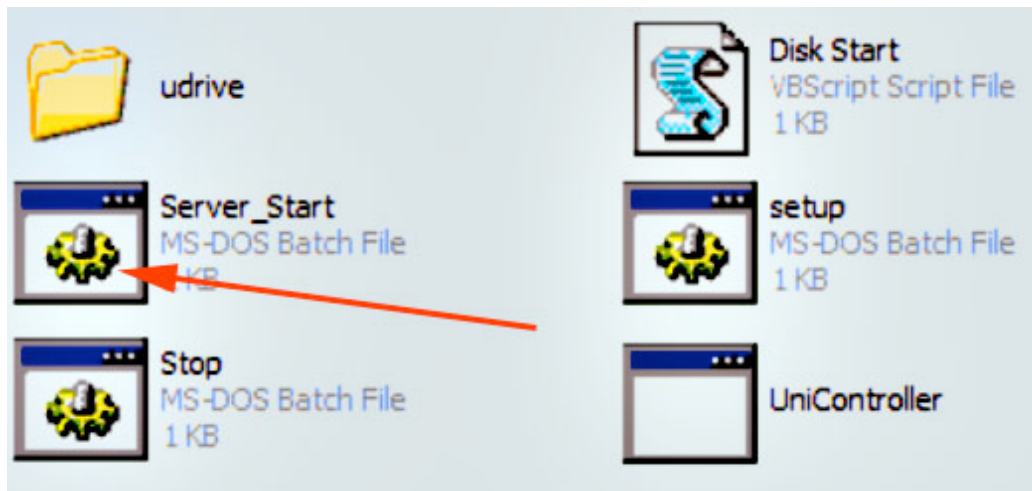 udrive
Disk Start
VBScript Script File
1 KB
Server_Start
MS-DOS Batch File
KB
setup
MS-DOS Batch File
1 KB
Stop
MS-DOS Batch File
1 KB
UniController